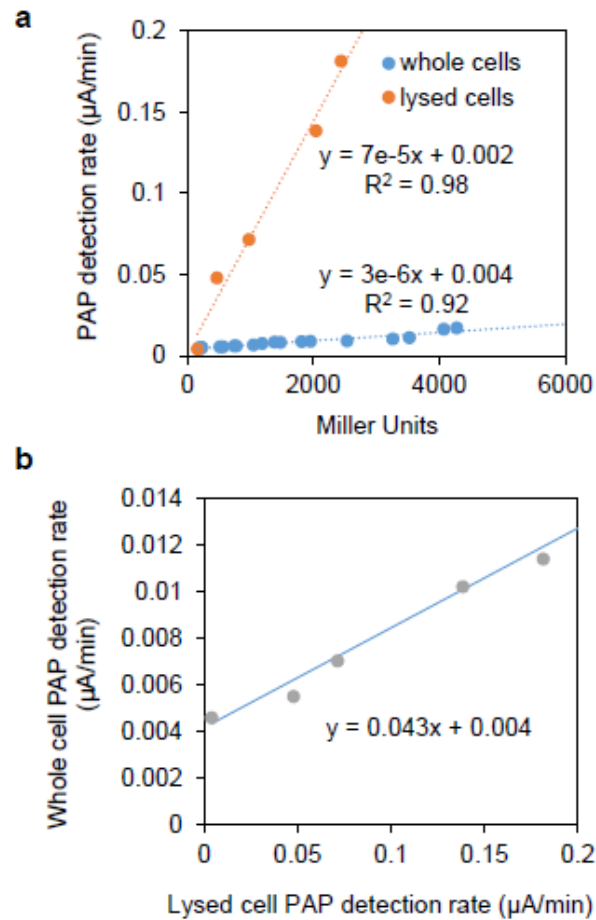 a
PAP detection rate (µA/min)
0.2
0.15
0.1
0.05
0
whole cells
lysed cells
y = 7e-5x + 0.002
R² = 0.98
y = 3e-6x + 0.004
R² = 0.92
0 2000 4000 6000
Miller Units
b
Whole cell PAP detection rate
(µA/min)
0.014
0.012
0.01
0.008
0.006
0.004
0.002
0
y = 0.043x + 0.004
0 0.05 0.1 0.15 0.2
Lysed cell PAP detection rate (µA/min)